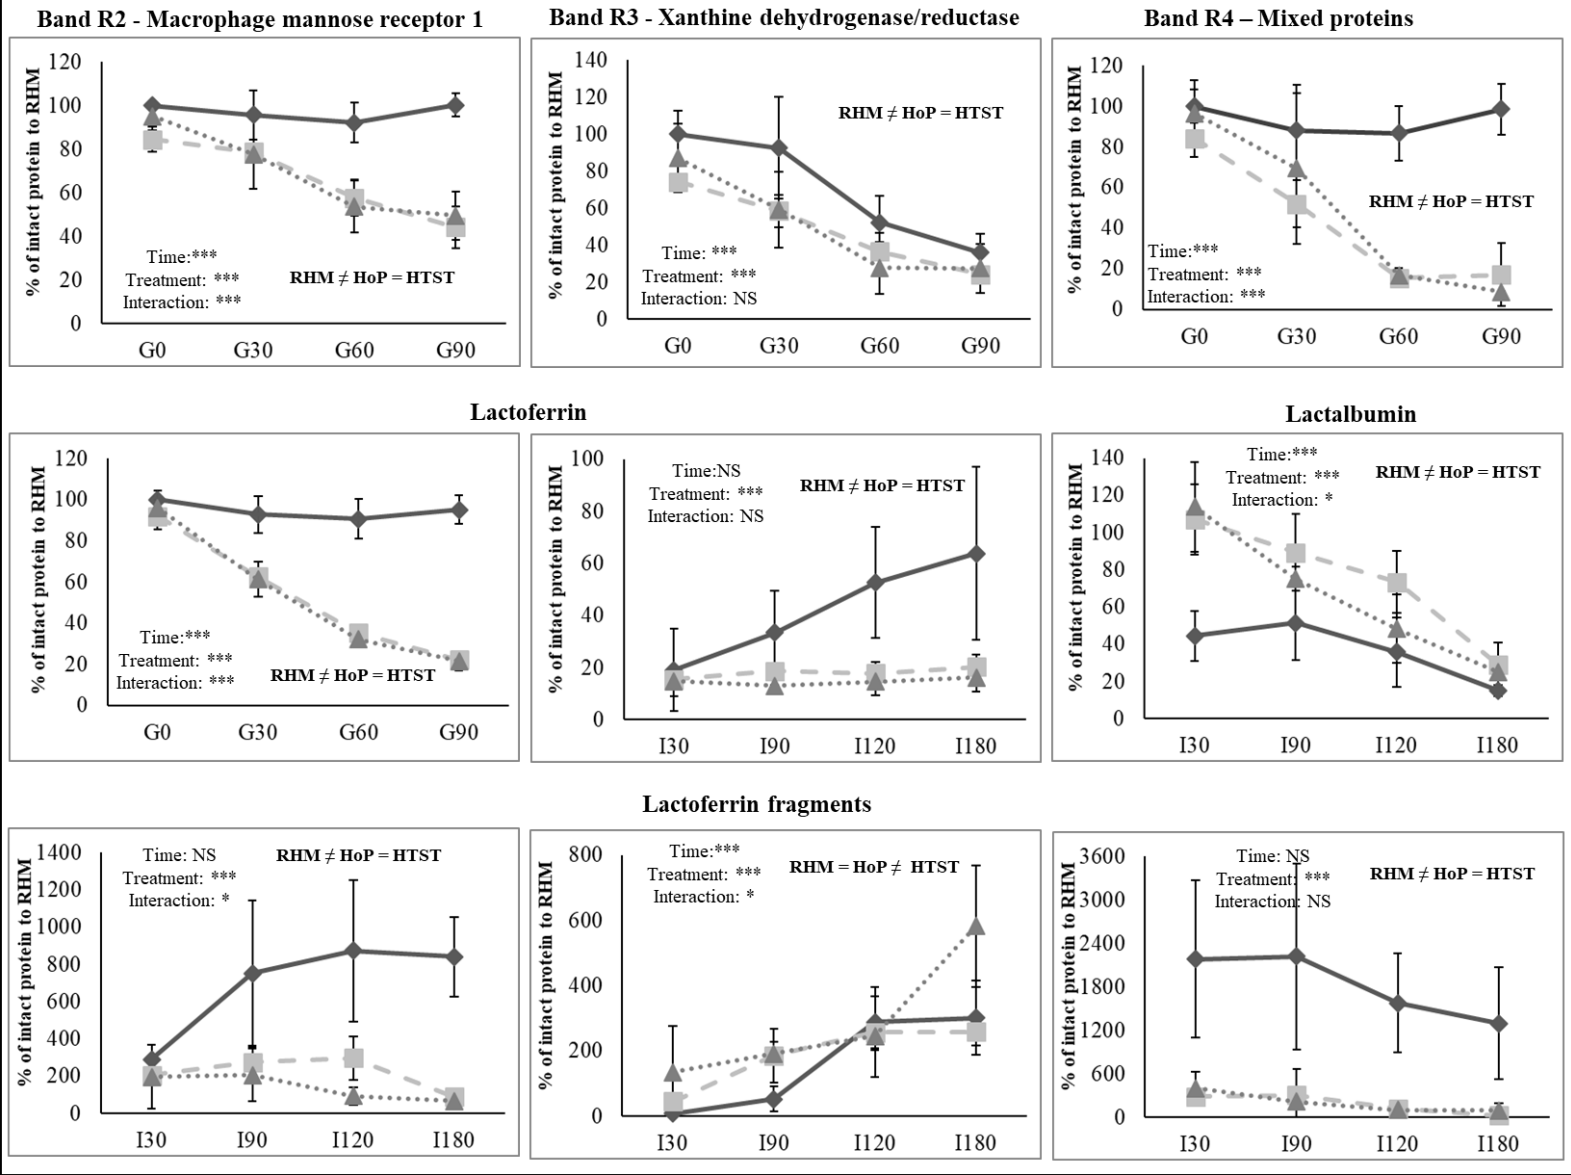 Band R2 - Macrophage mannose receptor 1
% of intact protein to RHM
120
100
80
60
40
20
0
Time:***
Treatment: ***
Interaction: ***
RHM ≠ HoP = HTST
G0 G30 G60 G90
Band R3 - Xanthine dehydrogenase/reductase
% of intact protein to RHM
140
120
100
80
60
40
20
0
RHM ≠ HoP = HTST
Time: ***
Treatment: ***
Interaction: NS
G0 G30 G60 G90
Band R4 – Mixed proteins
% of intact protein to RHM
120
100
80
60
40
20
0
RHM ≠ HoP = HTST
Time:***
Treatment: ***
Interaction: ***
G0 G30 G60 G90
Lactoferrin
% of intact protein to RHM
120
100
80
60
40
20
0
Time:***
Treatment: ***
Interaction: ***
RHM ≠ HoP = HTST
G0 G30 G60 G90
% of intact protein to RHM
100
80
60
40
20
0
Time:NS
Treatment: ***
Interaction: NS
RHM ≠ HoP = HTST
I30 I90 I120 I180
Lactalbumin
% of intact protein to RHM
140
120
100
80
60
40
20
0
Time:***
Treatment: ***
Interaction: *
RHM ≠ HoP = HTST
I30 I90 I120 I180
Lactoferrin fragments
% of intact protein to RHM
1400
1200
1000
800
600
400
200
0
Time: NS
Treatment: ***
Interaction: *
RHM ≠ HoP = HTST
I30 I90 I120 I180
% of intact protein to RHM
800
600
400
200
0
Time:***
Treatment: ***
Interaction: *
RHM = HoP ≠ HTST
I30 I90 I120 I180
% of intact protein to RHM
3600
3000
2400
1800
1200
600
0
Time: NS
Treatment: ***
Interaction: NS
RHM ≠ HoP = HTST
I30 I90 I120 I180